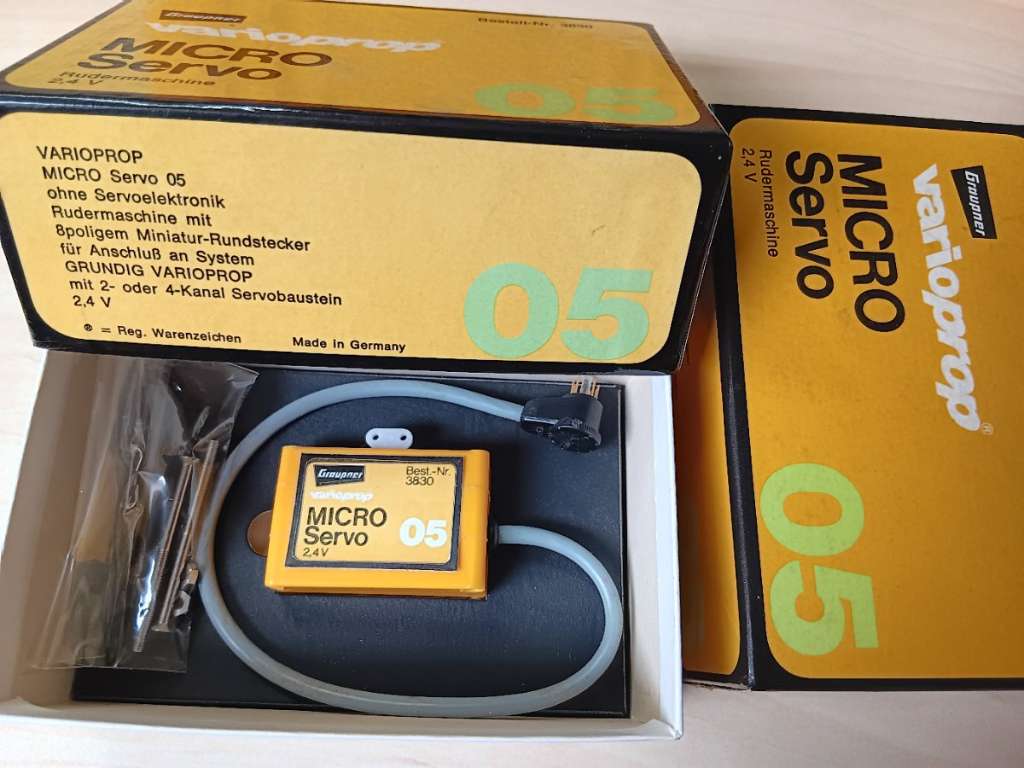 Graupner
Bestell-Nr. 3830
varioprop
MICRO
Servo
Rudermaschine
2,4 V
05
VARIOPROP
MICRO Servo 05
ohne Servoelektronik
Rudermaschine mit
8poligem Miniatur-Rundstecker
für Anschluß an System
GRUNDIG VARIOPROP
mit 2- oder 4-Kanal Servobaustein
2,4 V
® = Reg. Warenzeichen
Made in Germany
05
Graupner
varioprop®
MICRO
Servo
Rudermaschine
2,4 V
05
Graupner
Best.-Nr.
3830
varioprop
MICRO
Servo
2,4 V
05